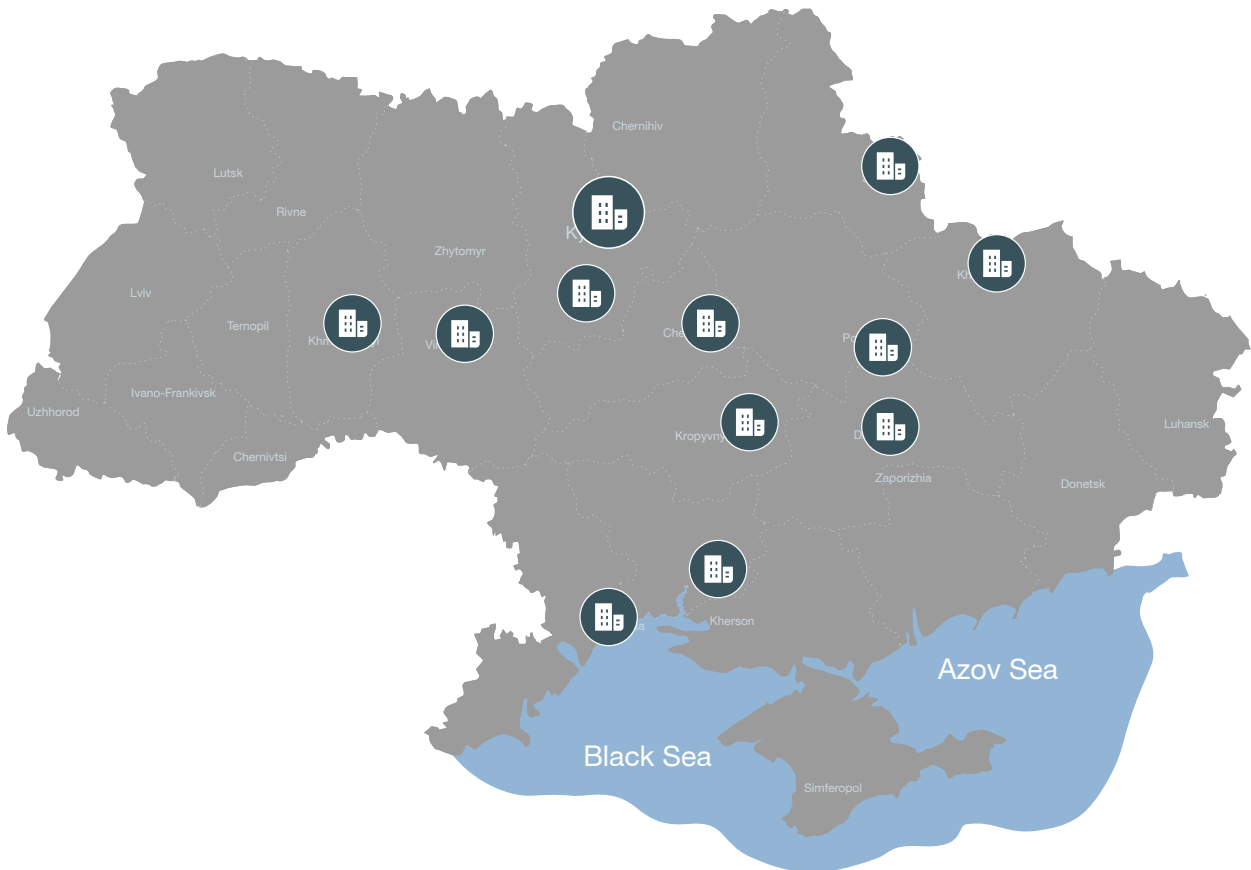 Chernihiv
Lutsk
Rivne
Zhytomyr
Lviv
Ternopil
Ivano-Frankivsk
Uzhhorod
Luhansk
Chernivtsi
Zaporizhia
Donetsk
Kherson
Azov Sea
Black Sea
Simferopol